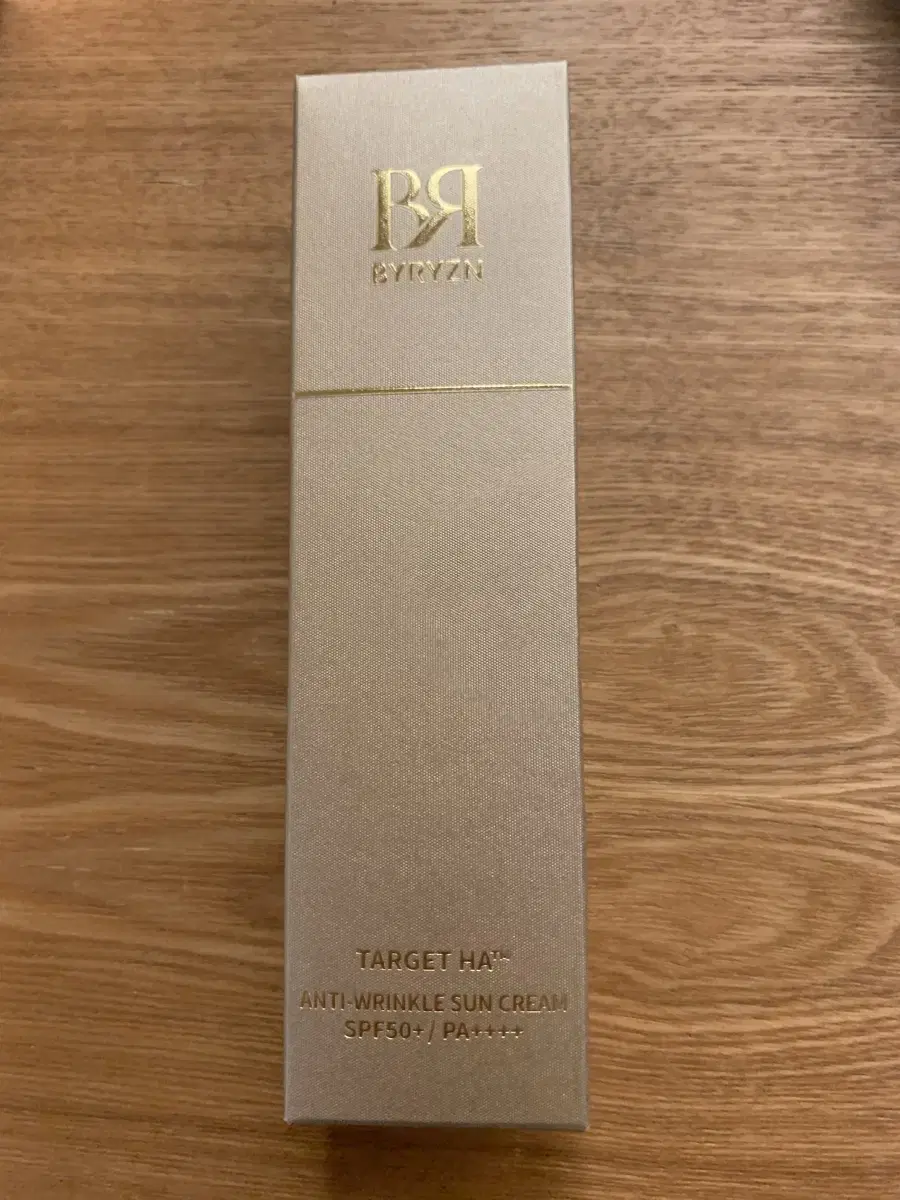 BR
BYRYZN
TARGET HA™
ANTI-WRINKLE SUN CREAM
SPF50+/ PA++++